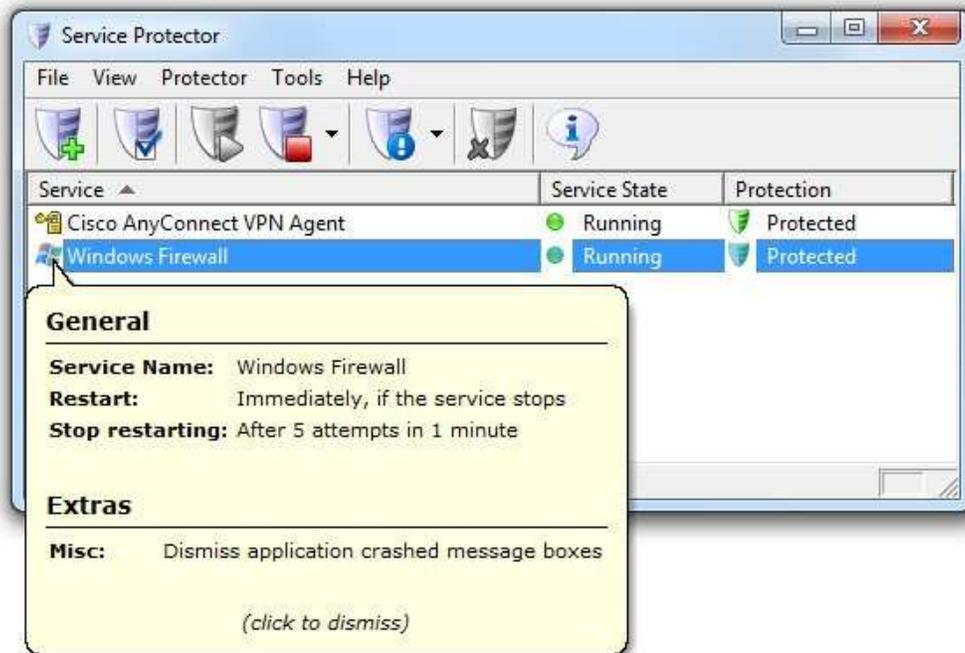 Service Protector
File View Protector Tools Help
Service Service State Protection
Cisco AnyConnect VPN Agent Running Protected
Windows Firewall Running Protected
General
Service Name: Windows Firewall
Restart: Immediately, if the service stops
Stop restarting: After 5 attempts in 1 minute
Extras
Misc: Dismiss application crashed message boxes
(click to dismiss)